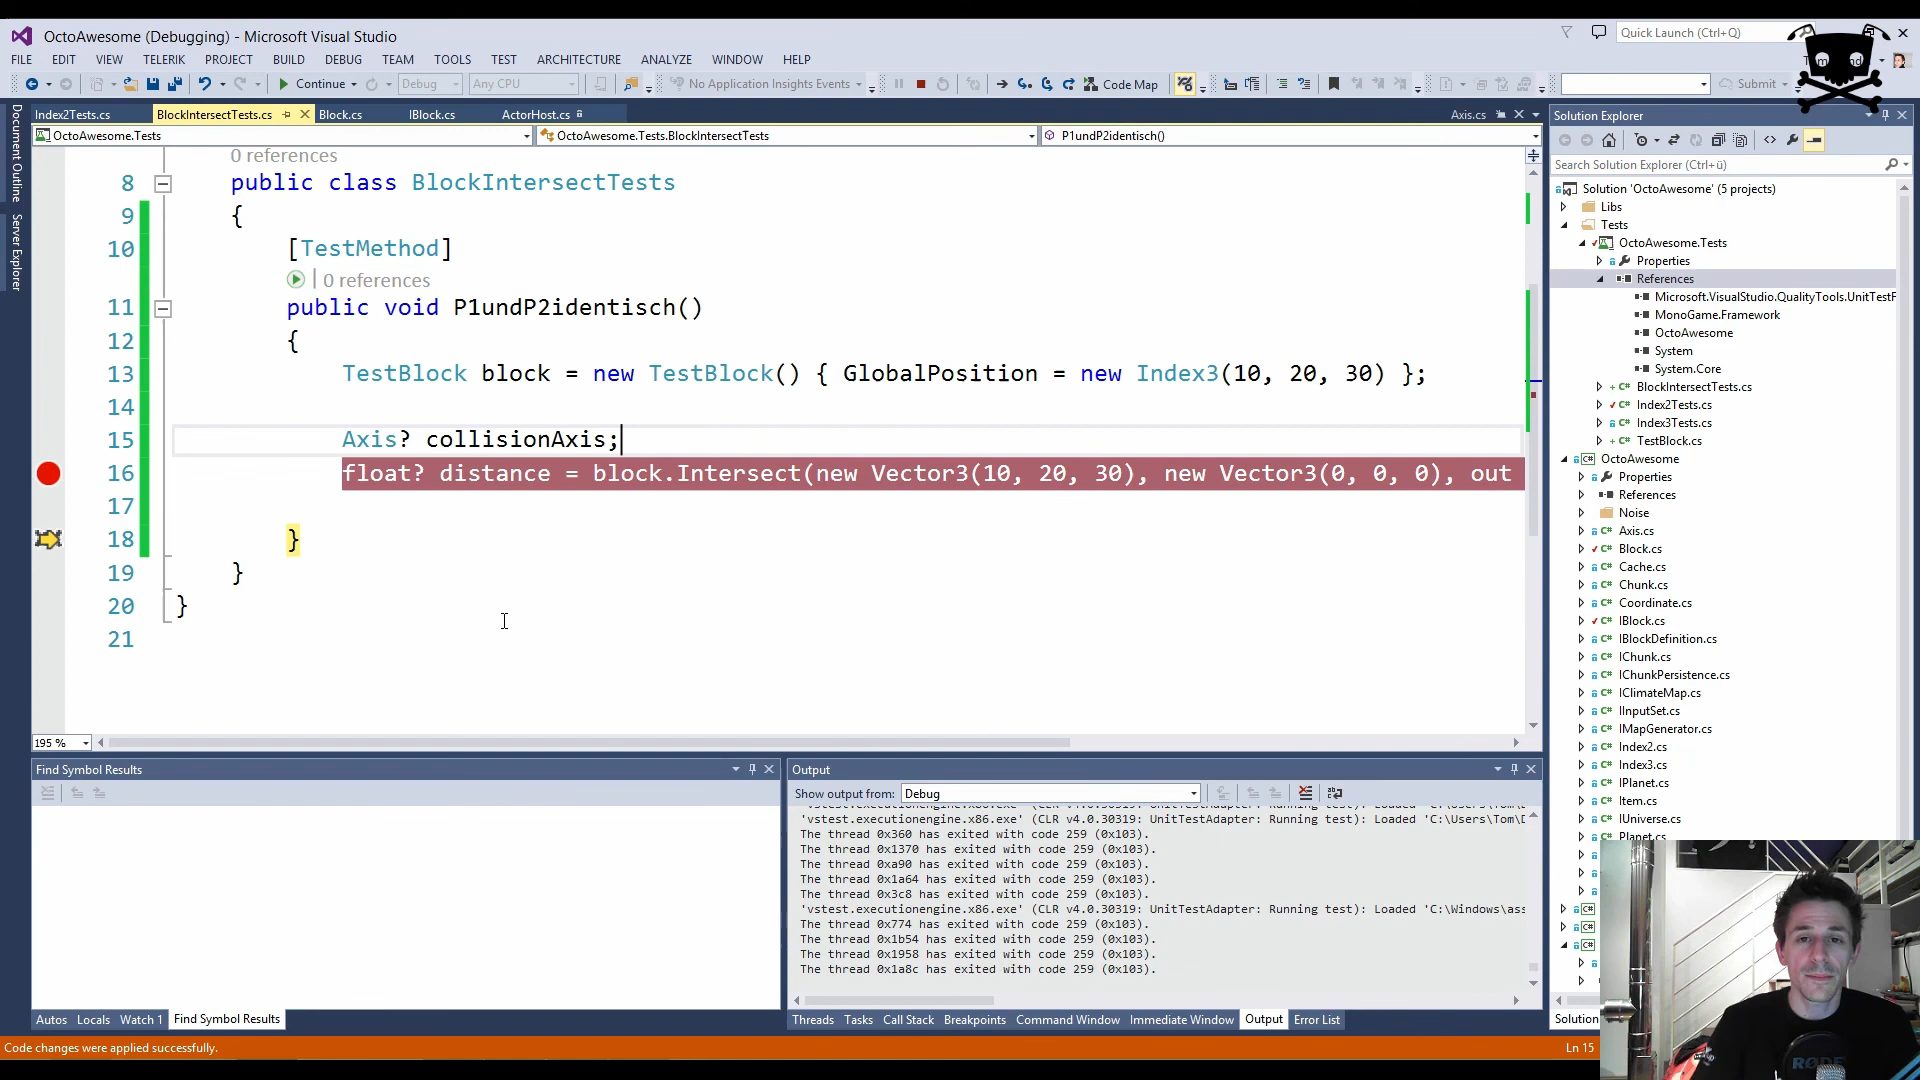 OctoAwesome (Debugging) - Microsoft Visual Studio
Quick Launch (Ctrl+Q)
FILE EDIT VIEW TELERIK PROJECT BUILD DEBUG TEAM TOOLS TEST ARCHITECTURE ANALYZE WINDOW HELP
Continue Debug Any CPU No Application Insights Events Code Map Submit
Index2Tests.cs BlockIntersectTests.cs Block.cs IBlock.cs ActorHost.cs Axis.cs
OctoAwesome.Tests OctoAwesome.Tests.BlockIntersectTests P1undP2identisch()
Document Outline
Server Explorer
0 references
8 public class BlockIntersectTests
9 {
10 [TestMethod]
0 references
11 public void P1undP2identisch()
12 {
13 TestBlock block = new TestBlock() { GlobalPosition = new Index3(10, 20, 30) };
14
15 Axis? collisionAxis;
16 float? distance = block.Intersect(new Vector3(10, 20, 30), new Vector3(0, 0, 0), out
17
18 }
19 }
20 }
21
195 %
Find Symbol Results
Autos Locals Watch 1 Find Symbol Results
Output
Show output from: Debug
'vstest.executionengine.x86.exe' (CLR v4.0.30319: UnitTestAdapter: Running test): Loaded 'C:\Users\Tom\D
The thread 0x360 has exited with code 259 (0x103).
The thread 0x1370 has exited with code 259 (0x103).
The thread 0xa90 has exited with code 259 (0x103).
The thread 0x1a64 has exited with code 259 (0x103).
The thread 0x3c8 has exited with code 259 (0x103).
'vstest.executionengine.x86.exe' (CLR v4.0.30319: UnitTestAdapter: Running test): Loaded 'C:\Windows\ass
The thread 0x774 has exited with code 259 (0x103).
The thread 0x1b54 has exited with code 259 (0x103).
The thread 0x1958 has exited with code 259 (0x103).
The thread 0x1a8c has exited with code 259 (0x103).
Threads Tasks Call Stack Breakpoints Command Window Immediate Window Output Error List
Solution Explorer
Search Solution Explorer (Ctrl+ü)
Solution 'OctoAwesome' (5 projects)
Libs
Tests
OctoAwesome.Tests
Properties
References
Microsoft.VisualStudio.QualityTools.UnitTestF
MonoGame.Framework
OctoAwesome
System
System.Core
BlockIntersectTests.cs
Index2Tests.cs
Index3Tests.cs
TestBlock.cs
OctoAwesome
Properties
References
Noise
Axis.cs
Block.cs
Cache.cs
Chunk.cs
Coordinate.cs
IBlock.cs
IBlockDefinition.cs
IChunk.cs
IChunkPersistence.cs
IClimateMap.cs
IInputSet.cs
IMapGenerator.cs
Index2.cs
Index3.cs
IPlanet.cs
Item.cs
IUniverse.cs
Planet.cs
Solution
RØDE
Code changes were applied successfully.
Ln 15